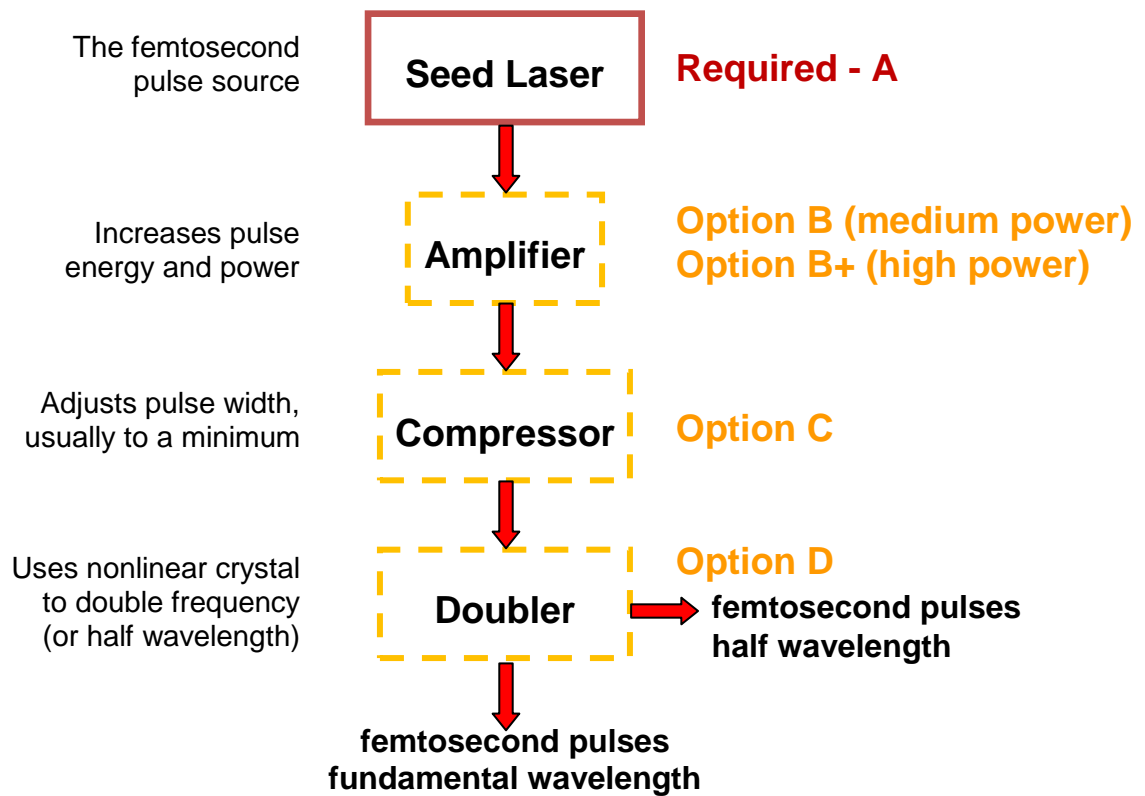 The femtosecond
pulse source
Seed Laser
Required - A
Increases pulse
energy and power
Amplifier
Option B (medium power)
Option B+ (high power)
Adjusts pulse width,
usually to a minimum
Compressor
Option C
Uses nonlinear crystal
to double frequency
(or half wavelength)
Doubler
Option D
femtosecond pulses
half wavelength
femtosecond pulses
fundamental wavelength